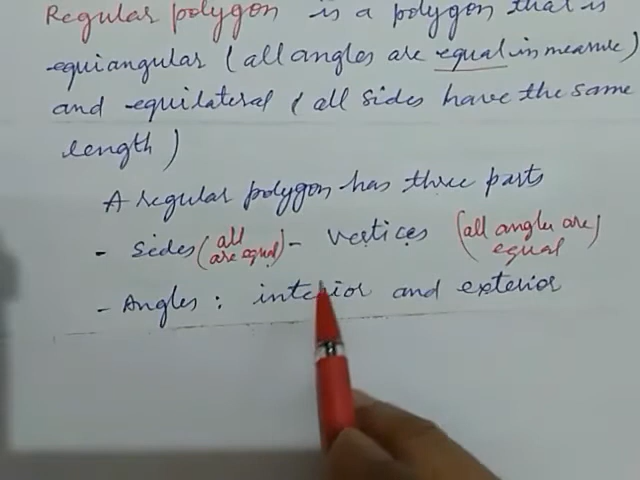 Regular polygon is a polygon that is
equiangular (all angles are equal in measure)
and equilateral (all sides have the same
length)
A regular polygon has three parts
- Sides (all are equal) - vertices (all angles are equal)
- Angles : interior and exterior